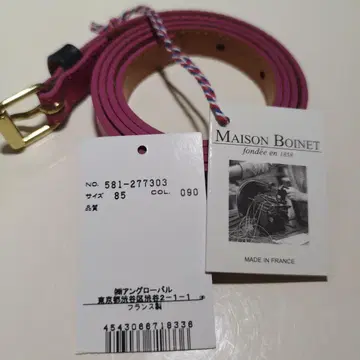 NO. 581-277303
サイズ 85 COL. 090
品質
㈱アングローバル
東京都渋谷区渋谷2-1-1
フランス製
4543066718336
MAISON BOINET
fondée en 1858
MADE IN FRANCE